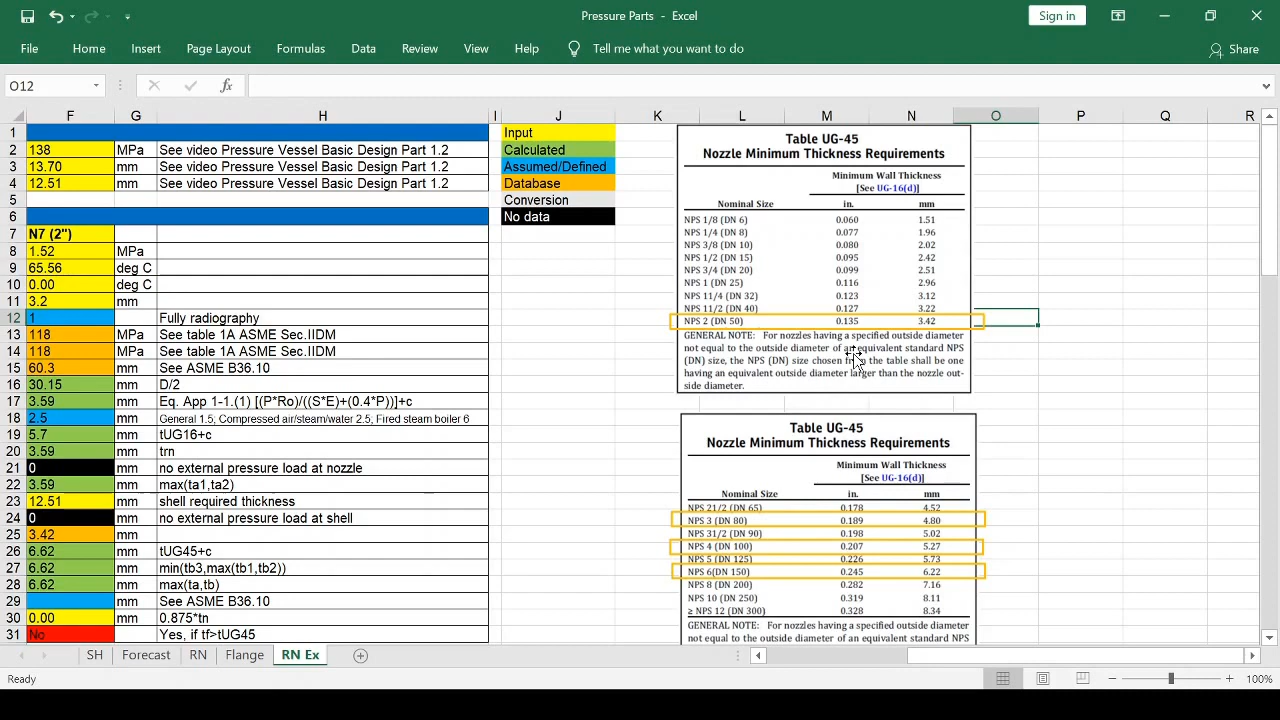 Pressure Parts - Excel
Sign in
File Home Insert Page Layout Formulas Data Review View Help Tell me what you want to do Share
O12 fx
F G H I J K L M N O P Q R
1 Input
2 138 MPa See video Pressure Vessel Basic Design Part 1.2 Calculated
3 13.70 mm See video Pressure Vessel Basic Design Part 1.2 Assumed/Defined
4 12.51 mm See video Pressure Vessel Basic Design Part 1.2 Database
5 Conversion
6 No data
7 N7 (2")
8 1.52 MPa
9 65.56 deg C
10 0.00 deg C
11 3.2 mm
12 1 Fully radiography
13 118 MPa See table 1A ASME Sec.IIDM
14 118 MPa See table 1A ASME Sec.IIDM
15 60.3 mm See ASME B36.10
16 30.15 mm D/2
17 3.59 mm Eq. App 1-1.(1) [(P*Ro)/((S*E)+(0.4*P))]+c
18 2.5 mm General 1.5; Compressed air/steam/water 2.5; Fired steam boiler 6
19 5.7 mm tUG16+c
20 3.59 mm trn
21 0 mm no external pressure load at nozzle
22 3.59 mm max(ta1,ta2)
23 12.51 mm shell required thickness
24 0 mm no external pressure load at shell
25 3.42 mm
26 6.62 mm tUG45+c
27 6.62 mm min(tb3,max(tb1,tb2))
28 6.62 mm max(ta,tb)
29 mm See ASME B36.10
30 0.00 mm 0.875*tn
31 No Yes, if tf>tUG45
Table UG-45
Nozzle Minimum Thickness Requirements
Minimum Wall Thickness
[See UG-16(d)]
Nominal Size in. mm
NPS 1/8 (DN 6) 0.060 1.51
NPS 1/4 (DN 8) 0.077 1.96
NPS 3/8 (DN 10) 0.080 2.02
NPS 1/2 (DN 15) 0.095 2.42
NPS 3/4 (DN 20) 0.099 2.51
NPS 1 (DN 25) 0.116 2.96
NPS 11/4 (DN 32) 0.123 3.12
NPS 11/2 (DN 40) 0.127 3.22
NPS 2 (DN 50) 0.135 3.42
GENERAL NOTE: For nozzles having a specified outside diameter
not equal to the outside diameter of an equivalent standard NPS
(DN) size, the NPS (DN) size chosen from the table shall be one
having an equivalent outside diameter larger than the nozzle out-
side diameter.
Table UG-45
Nozzle Minimum Thickness Requirements
Minimum Wall Thickness
[See UG-16(d)]
Nominal Size in. mm
NPS 21/2 (DN 65) 0.178 4.52
NPS 3 (DN 80) 0.189 4.80
NPS 31/2 (DN 90) 0.198 5.02
NPS 4 (DN 100) 0.207 5.27
NPS 5 (DN 125) 0.226 5.73
NPS 6(DN 150) 0.245 6.22
NPS 8 (DN 200) 0.282 7.16
NPS 10 (DN 250) 0.319 8.11
≥ NPS 12 (DN 300) 0.328 8.34
GENERAL NOTE: For nozzles having a specified outside diameter
not equal to the outside diameter of an equivalent standard NPS
SH Forecast RN Flange RN Ex
Ready 100%